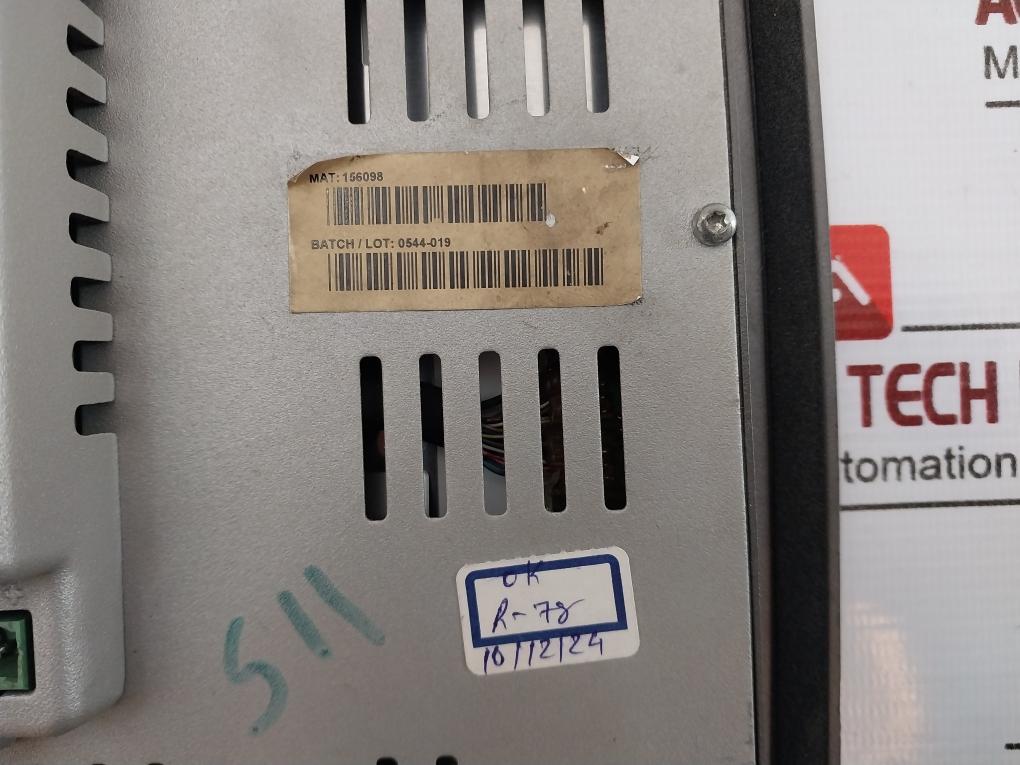 MAT: 156098
BATCH / LOT: 0544-019
OK
R-78
10/12/24
511
TECH
tomation